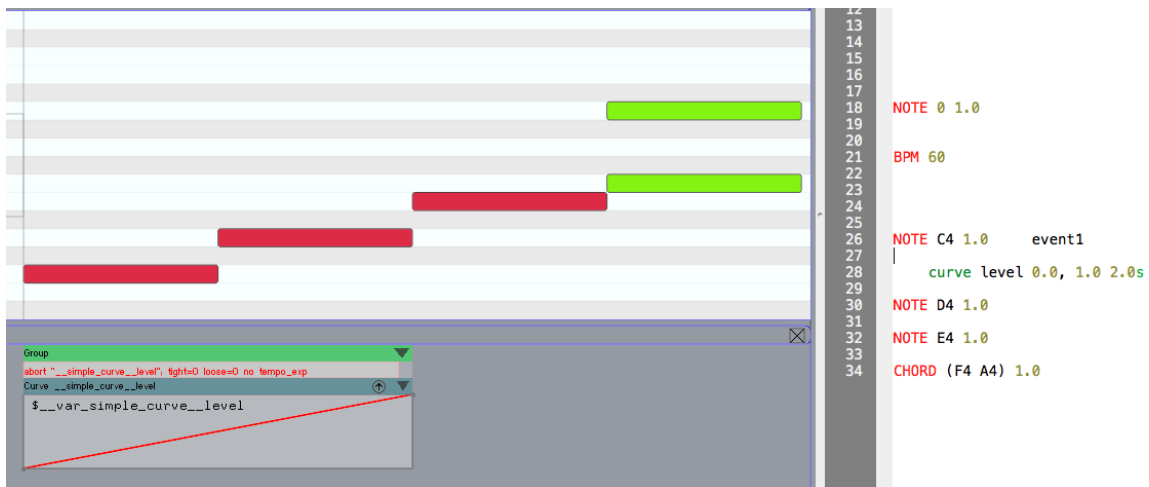 Group
abort "__simple_curve__level"; tight=0 loose=0 no tempo_exp
Curve __simple_curve__level
$__var_simple_curve__level
12
13
14
15
16
17
18 NOTE 0 1.0
19
20
21 BPM 60
22
23
24
25
26 NOTE C4 1.0 event1
27
28 curve level 0.0, 1.0 2.0s
29
30 NOTE D4 1.0
31
32 NOTE E4 1.0
33
34 CHORD (F4 A4) 1.0